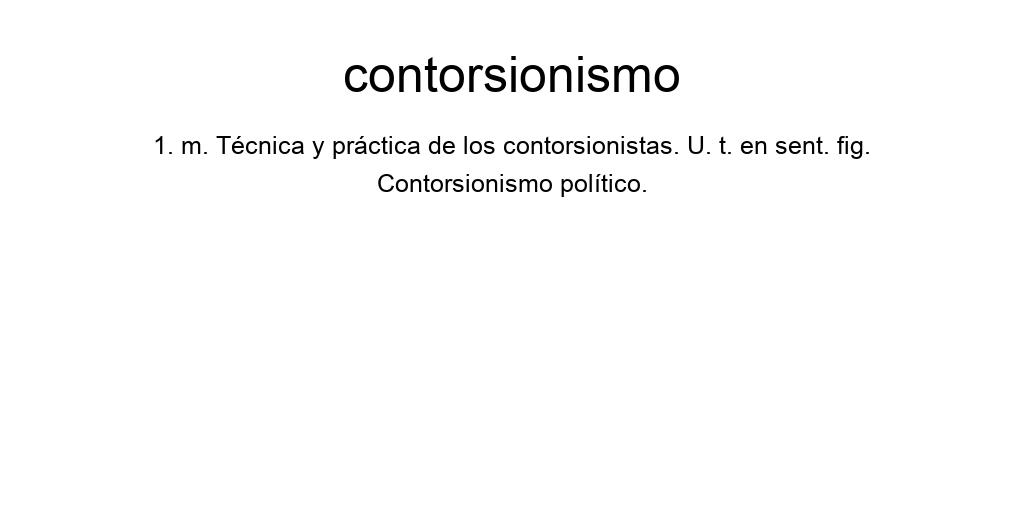 contorsionismo
1. m. Técnica y práctica de los contorsionistas. U. t. en sent. fig.
Contorsionismo político.